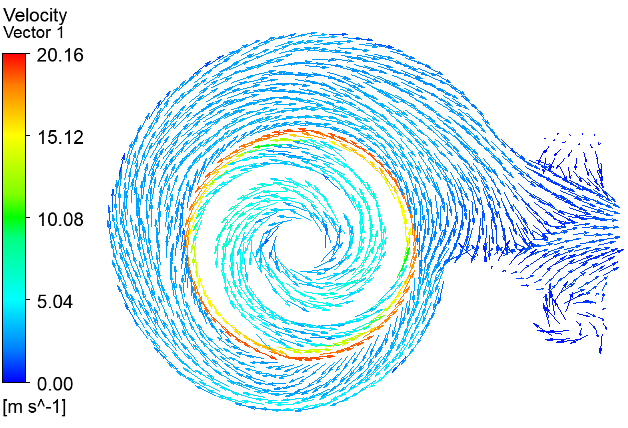 Velocity
Vector 1
20.16
15.12
10.08
5.04
0.00
[m s^-1]